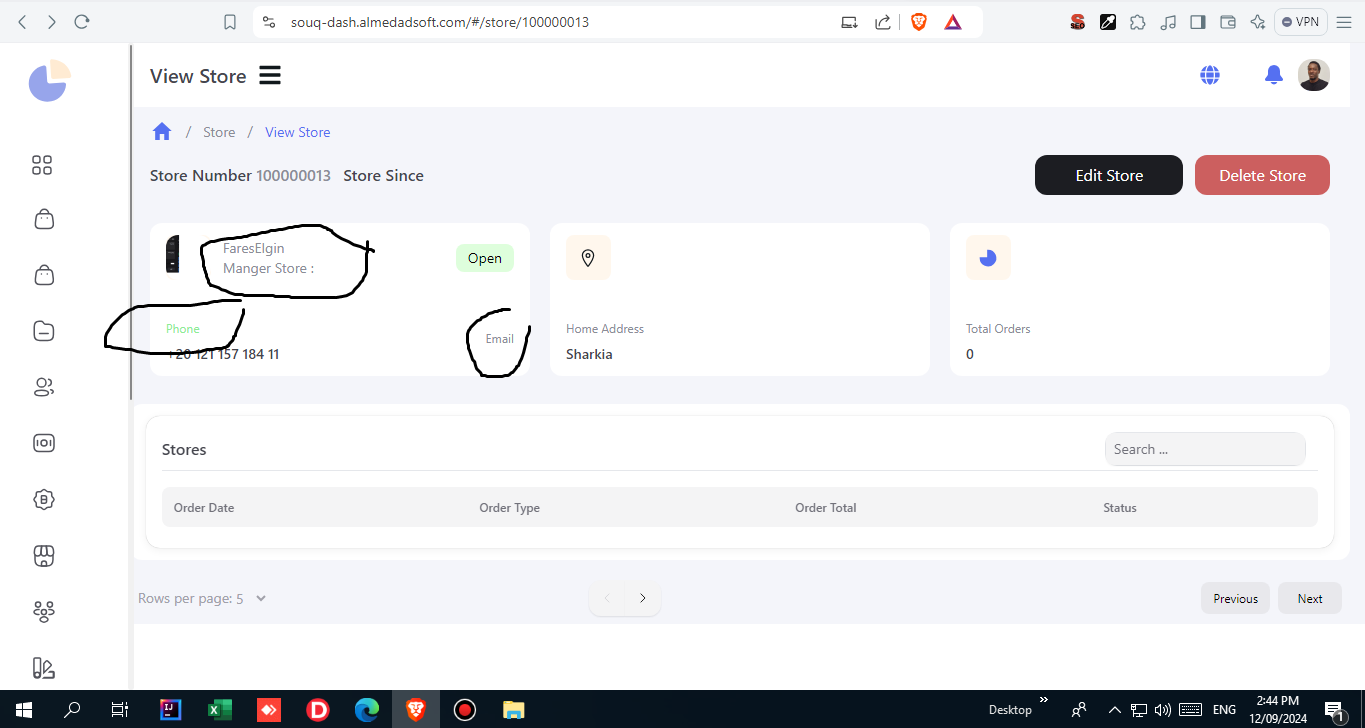 souq-dash.almedadsoft.com/#/store/100000013
SEO
VPN
View Store
/ Store / View Store
Store Number 100000013 Store Since
Edit Store
Delete Store
FaresElgin
Manger Store :
Open
Phone
+20 121 157 184 11
Email
Home Address
Sharkia
Total Orders
0
Stores
Search ...
Order Date Order Type Order Total Status
Rows per page: 5
Previous
Next
Desktop
ENG
2:44 PM
12/09/2024
1